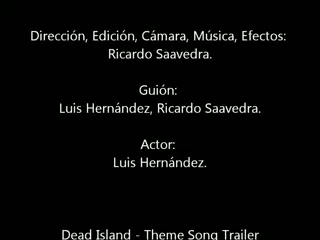 Dirección, Edición, Cámara, Música, Efectos:
Ricardo Saavedra.
Guión:
Luis Hernández, Ricardo Saavedra.
Actor:
Luis Hernández.
Dead Island - Theme Song Trailer